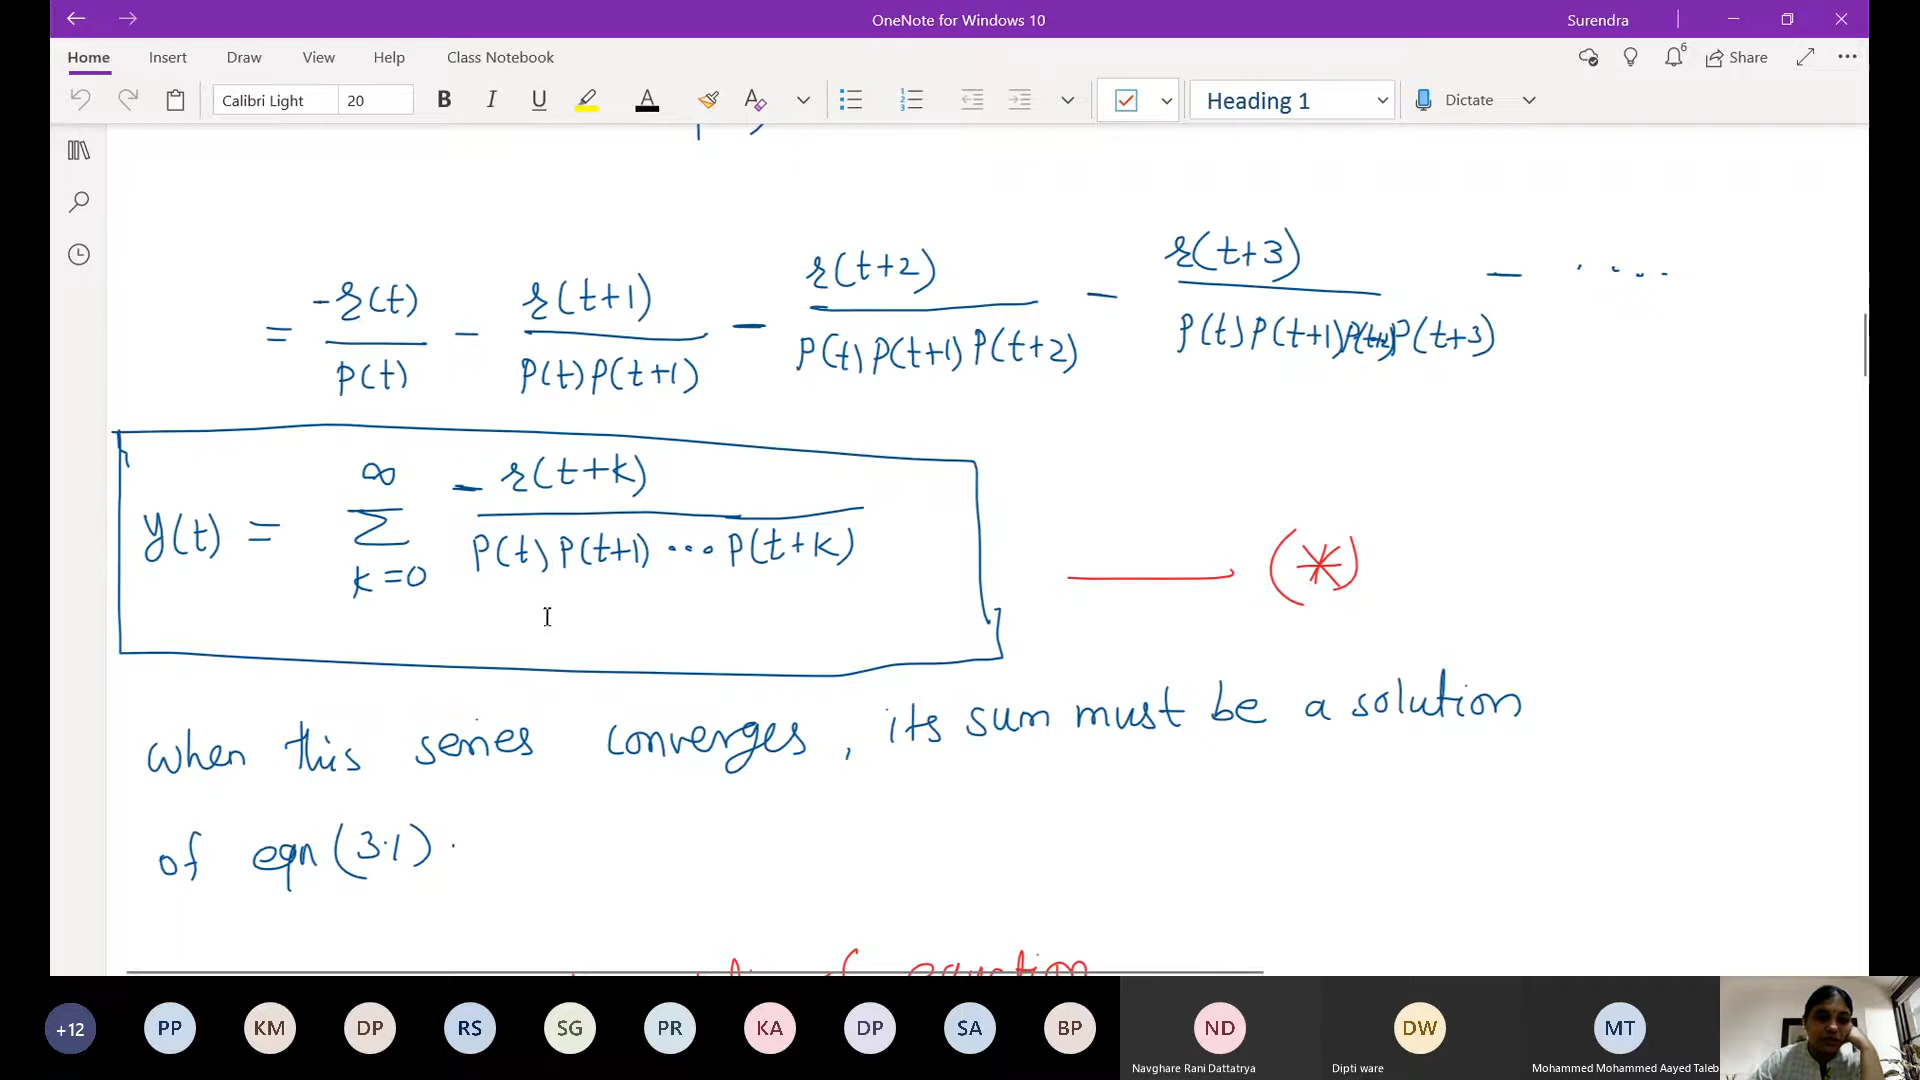 OneNote for Windows 10
Surendra
Home Insert Draw View Help Class Notebook
6
Share
Calibri Light 20 B I U A A Heading 1 Dictate
= -r(t)/p(t) - r(t+1)/p(t)p(t+1) - r(t+2)/p(t)p(t+1)p(t+2) - r(t+3)/p(t)p(t+1)p(t+2)p(t+3) - .....
y(t) = ∞ Σ k=0 - r(t+k)/p(t)p(t+1)...p(t+k) (*)
when this series converges, its sum must be a solution
of eqn (3.1).
equation
+12 PP KM DP RS SG PR KA DP SA BP ND DW MT
Navghare Rani Dattatrya Dipti ware Mohammed Mohammed Aayed Taleb